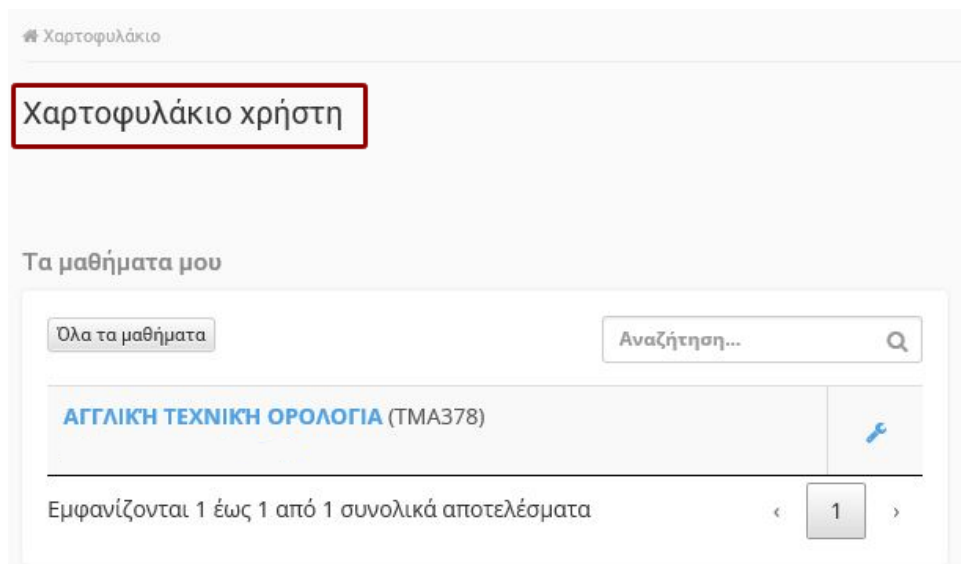 Χαρτοφυλάκιο
Χαρτοφυλάκιο χρήστη
Τα μαθήματα μου
Όλα τα μαθήματα
Αναζήτηση...
ΑΓΓΛΙΚΉ ΤΕΧΝΙΚΉ ΟΡΟΛΟΓΙΑ (TMA378)
Εμφανίζονται 1 έως 1 από 1 συνολικά αποτελέσματα
‹ 1 ›